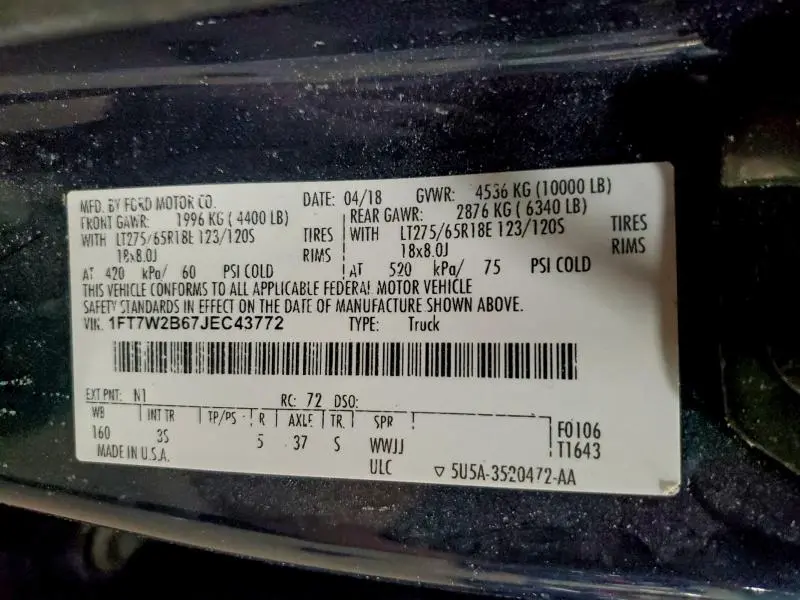 MFD. BY FORD MOTOR CO. DATE: 04/18 GVWR: 4536 KG (10000 LB)
FRONT GAWR: 1996 KG ( 4400 LB) REAR GAWR: 2876 KG ( 6340 LB)
WITH LT275/65R18E 123/120S TIRES WITH LT275/65R18E 123/120S TIRES
18x8.0J RIMS 18x8.0J RIMS
AT 420 kPa/ 60 PSI COLD AT 520 kPa/ 75 PSI COLD
THIS VEHICLE CONFORMS TO ALL APPLICABLE FEDERAL MOTOR VEHICLE
SAFETY STANDARDS IN EFFECT ON THE DATE OF MANUFACTURE SHOWN ABOVE.
VIN: 1FT7W2B67JEC43772 TYPE: Truck
EXT PNT: N1 RC: 72 DSO:
WB INT TR TP/PS R AXLE TR SPR F0106
160 3S 5 37 S WWJJ T1643
MADE IN U.S.A. ULC ▽ 5U5A-3520472-AA